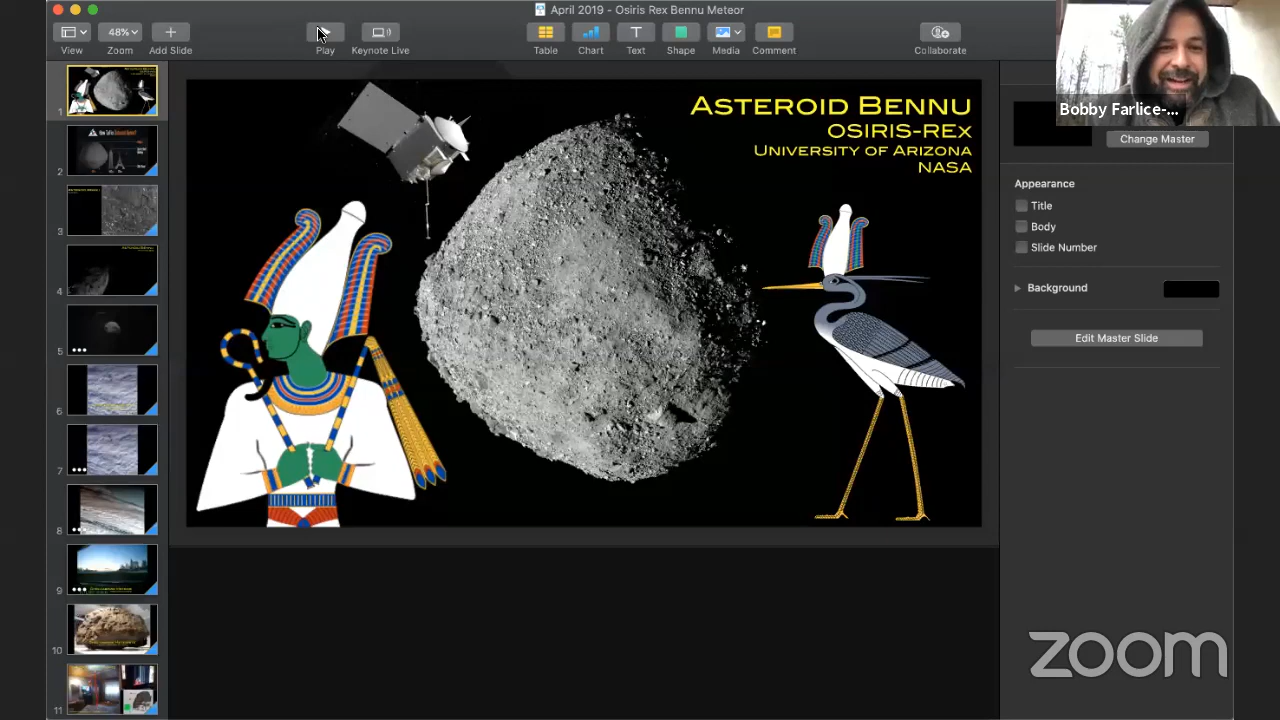 April 2019 - Osiris Rex Bennu Meteor
48%
View
Zoom
Add Slide
Play
Keynote Live
Table
Chart
Text
Shape
Media
Comment
Collaborate
Bobby Farlice-...
Change Master
Appearance
Title
Body
Slide Number
Background
Edit Master Slide
Asteroid Bennu
OSIRIS-REx
University of Arizona
NASA
1
2
3
4
5
6
7
8
9
10
11
zoom